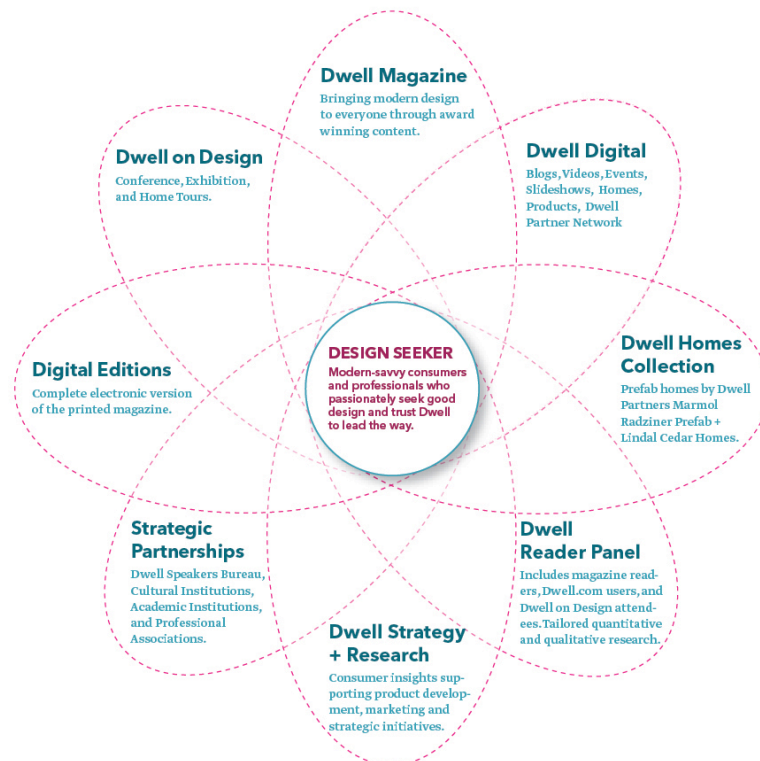 Dwell Magazine
Bringing modern design
to everyone through award
winning content.
Dwell on Design
Conference, Exhibition,
and Home Tours.
Dwell Digital
Blogs, Videos, Events,
Slideshows, Homes,
Products, Dwell
Partner Network
Digital Editions
Complete electronic version
of the printed magazine.
DESIGN SEEKER
Modern-savvy consumers
and professionals who
passionately seek good
design and trust Dwell
to lead the way.
Dwell Homes
Collection
Prefab homes by Dwell
Partners Marmol
Radziner Prefab +
Lindal Cedar Homes.
Strategic
Partnerships
Dwell Speakers Bureau,
Cultural Institutions,
Academic Institutions,
and Professional
Associations.
Dwell Strategy
+ Research
Consumer insights sup-
porting product develop-
ment, marketing and
strategic initiatives.
Dwell
Reader Panel
Includes magazine read-
ers, Dwell.com users, and
Dwell on Design attend-
ees. Tailored quantitative
and qualitative research.